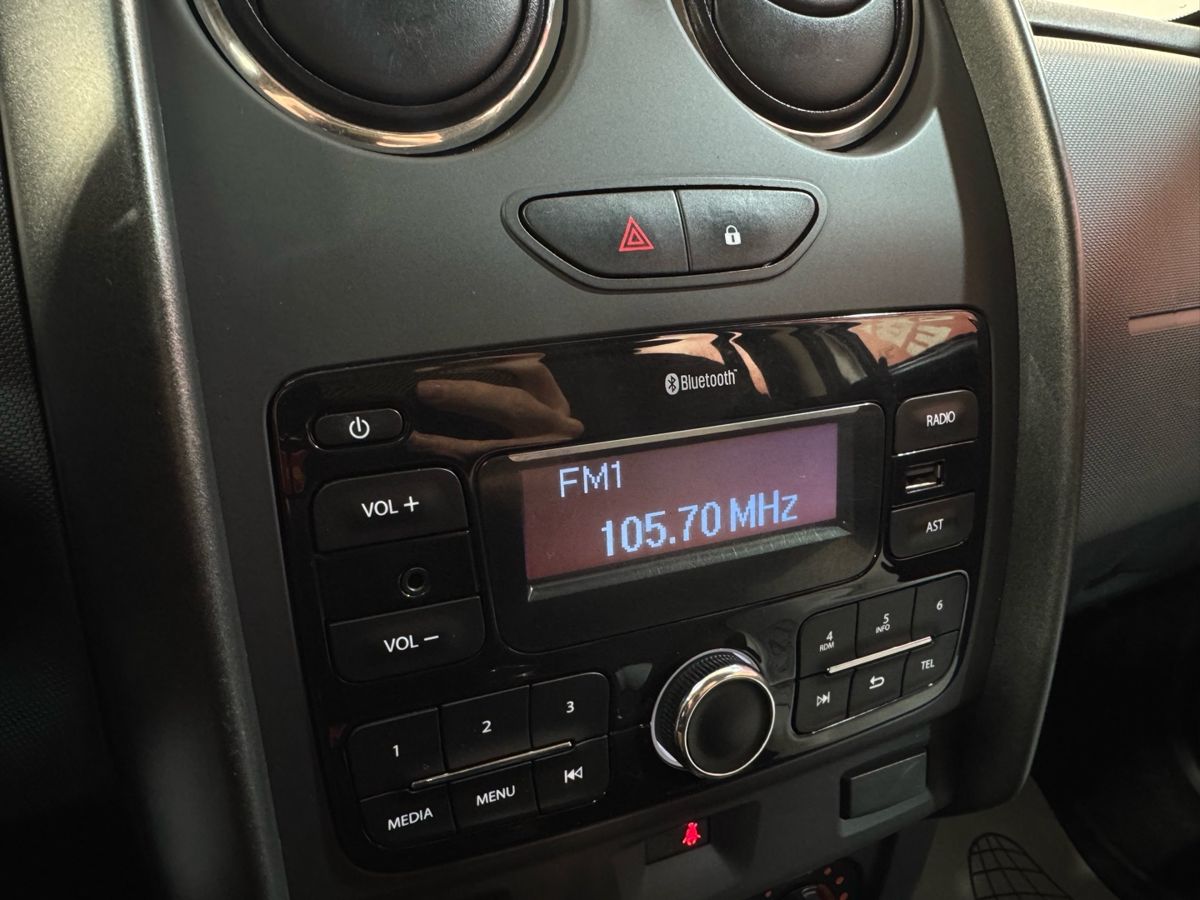 Bluetooth™
RADIO
FM1
105.70 MHz
VOL +
AST
VOL −
1
2
3
4
RDM
5
INFO
6
TEL
MEDIA
MENU